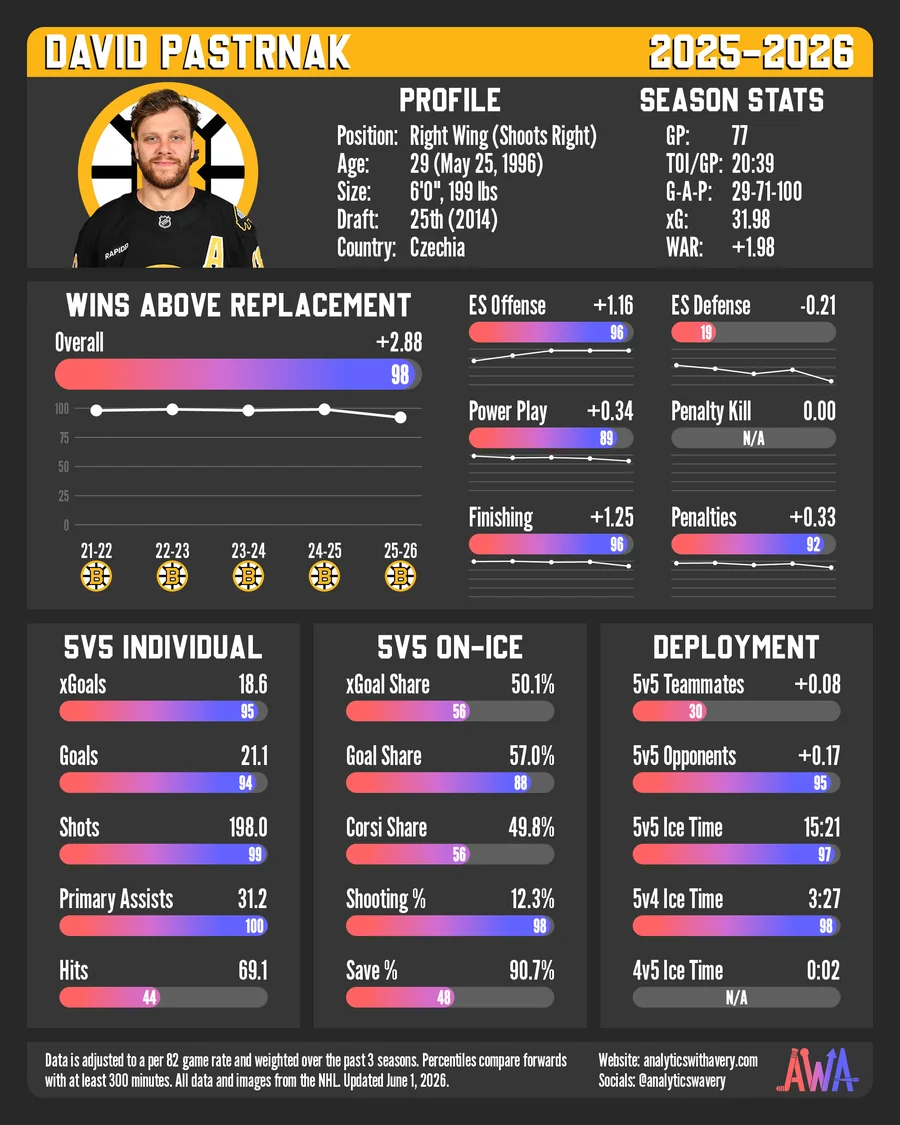 DAVID PASTRNAK 2025-2026
PROFILE
Position: Right Wing (Shoots Right)
Age: 29 (May 25, 1996)
Size: 6'0", 199 lbs
Draft: 25th (2014)
Country: Czechia
SEASON STATS
GP: 77
TOI/GP: 20:39
G-A-P: 29-71-100
xG: 31.98
WAR: +1.98
RAPID7
A
NHL
WINS ABOVE REPLACEMENT
Overall +2.88
98
100
75
50
25
0
21-22 22-23 23-24 24-25 25-26
B B B B B
ES Offense +1.16
96
ES Defense -0.21
19
Power Play +0.34
89
Penalty Kill 0.00
N/A
Finishing +1.25
96
Penalties +0.33
92
5V5 INDIVIDUAL
xGoals 18.6
95
Goals 21.1
94
Shots 198.0
99
Primary Assists 31.2
100
Hits 69.1
44
5V5 ON-ICE
xGoal Share 50.1%
56
Goal Share 57.0%
88
Corsi Share 49.8%
56
Shooting % 12.3%
98
Save % 90.7%
48
DEPLOYMENT
5v5 Teammates +0.08
30
5v5 Opponents +0.17
95
5v5 Ice Time 15:21
97
5v4 Ice Time 3:27
98
4v5 Ice Time 0:02
N/A
Data is adjusted to a per 82 game rate and weighted over the past 3 seasons. Percentiles compare forwards
with at least 300 minutes. All data and images from the NHL. Updated June 1, 2026.
Website: analyticswithavery.com
Socials: @analyticswavery
AWA